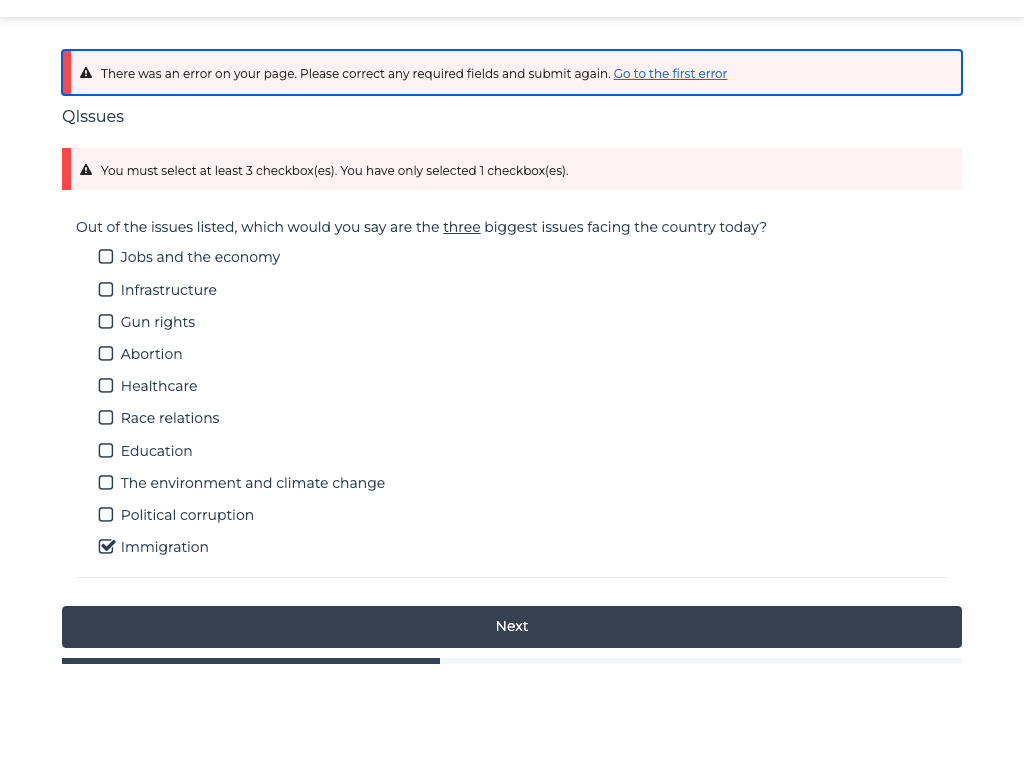 There was an error on your page. Please correct any required fields and submit again. Go to the first error
QIssues
You must select at least 3 checkbox(es). You have only selected 1 checkbox(es).
Out of the issues listed, which would you say are the three biggest issues facing the country today?
Jobs and the economy
Infrastructure
Gun rights
Abortion
Healthcare
Race relations
Education
The environment and climate change
Political corruption
Immigration
Next